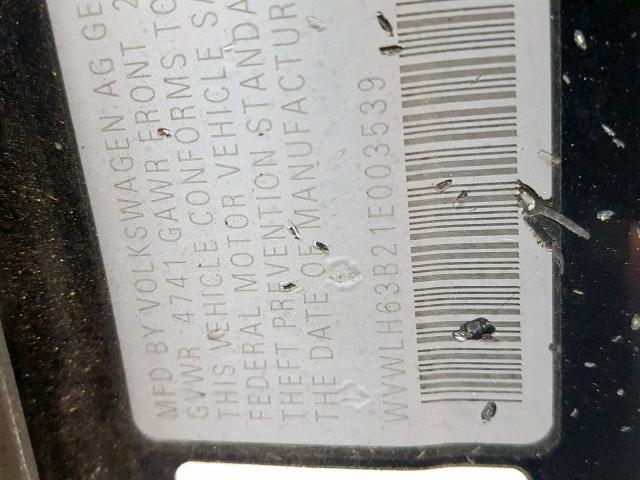 MFD BY VOLKSWAGEN AG GE
GVWR 4741 GAWR FRONT 2
THIS VEHICLE CONFORMS TO
FEDERAL MOTOR VEHICLE SA
THEFT PREVENTION STANDA
THE DATE OF MANUFACTUR
WVWLH63B21E003539